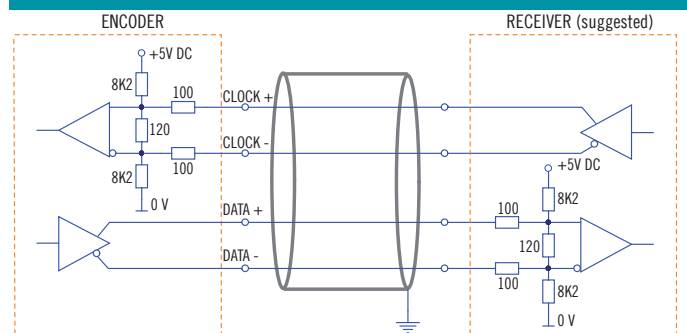 ENCODER
RECEIVER (suggested)
+5V DC
8K2
100
CLOCK +
120
CLOCK -
8K2
100
0 V
+5V DC
DATA +
100
8K2
120
DATA -
100
8K2
0 V